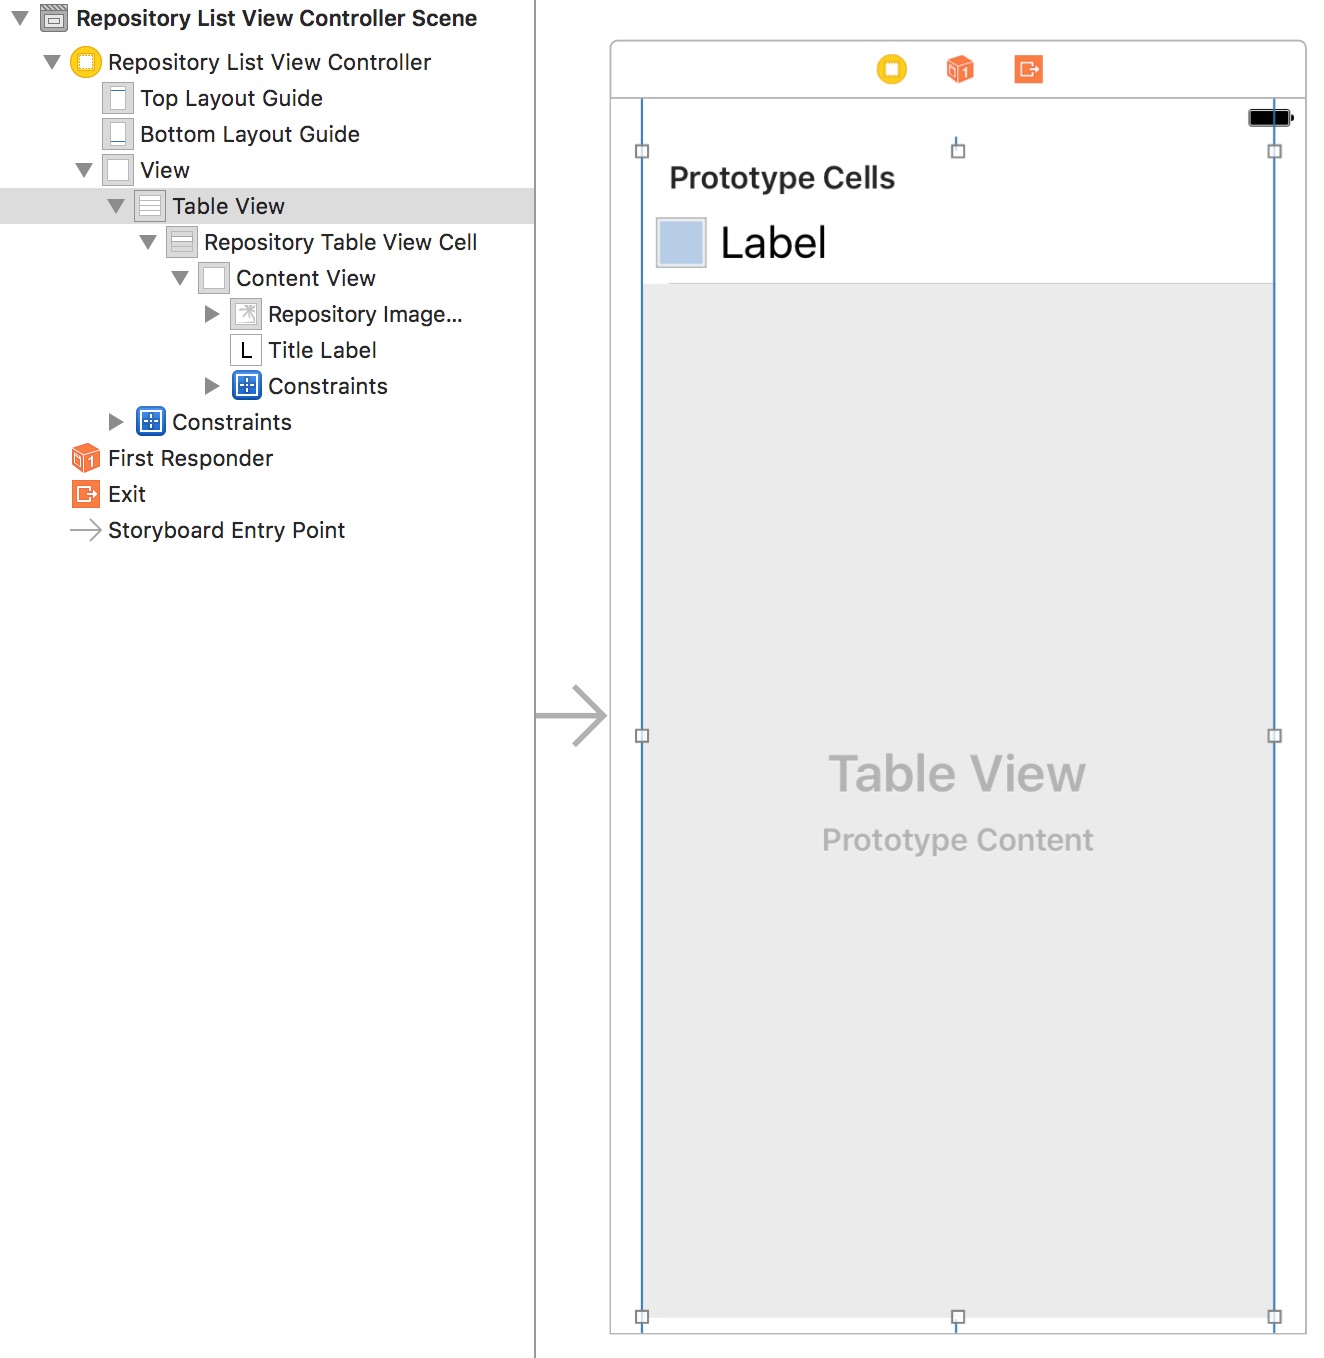 Repository List View Controller Scene
Repository List View Controller
Top Layout Guide
Bottom Layout Guide
View
Table View
Repository Table View Cell
Content View
Repository Image...
L Title Label
Constraints
Constraints
First Responder
Exit
Storyboard Entry Point
Prototype Cells
Label
Table View
Prototype Content